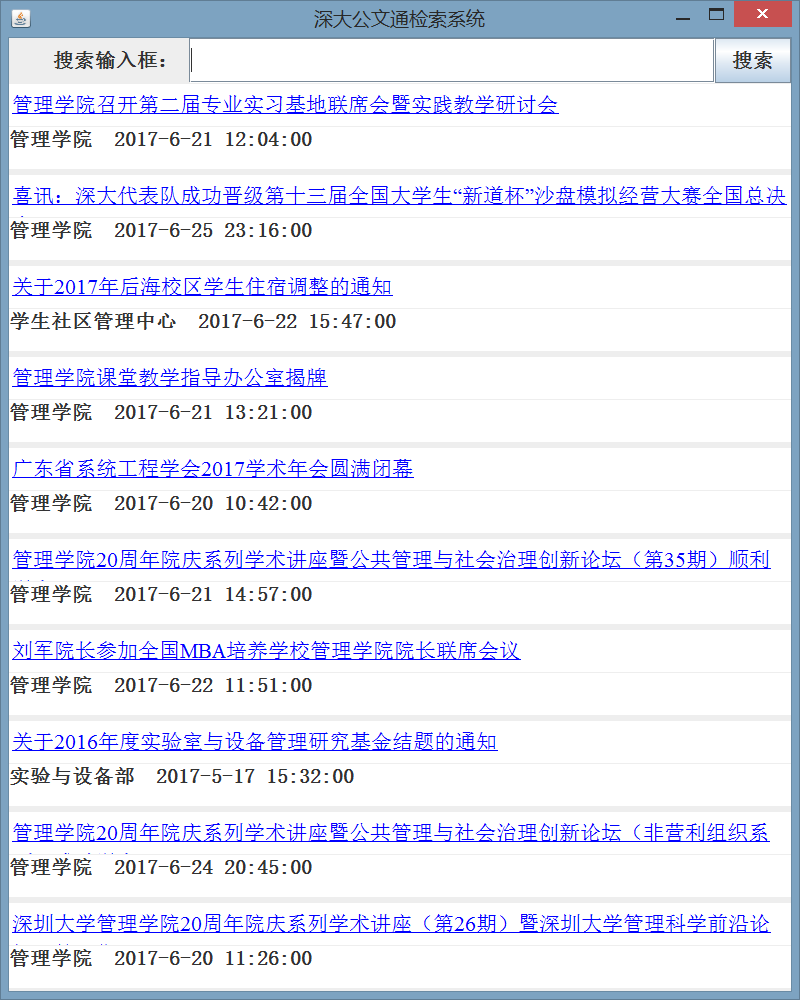 深大公文通检索系统
搜索输入框：
搜索
管理学院召开第二届专业实习基地联席会暨实践教学研讨会
管理学院 2017-6-21 12:04:00
喜讯：深大代表队成功晋级第十三届全国大学生“新道杯”沙盘模拟经营大赛全国总决
管理学院 2017-6-25 23:16:00
关于2017年后海校区学生住宿调整的通知
学生社区管理中心 2017-6-22 15:47:00
管理学院课堂教学指导办公室揭牌
管理学院 2017-6-21 13:21:00
广东省系统工程学会2017学术年会圆满闭幕
管理学院 2017-6-20 10:42:00
管理学院20周年院庆系列学术讲座暨公共管理与社会治理创新论坛（第35期）顺利
管理学院 2017-6-21 14:57:00
刘军院长参加全国MBA培养学校管理学院院长联席会议
管理学院 2017-6-22 11:51:00
关于2016年度实验室与设备管理研究基金结题的通知
实验与设备部 2017-5-17 15:32:00
管理学院20周年院庆系列学术讲座暨公共管理与社会治理创新论坛（非营利组织系
管理学院 2017-6-24 20:45:00
深圳大学管理学院20周年院庆系列学术讲座（第26期）暨深圳大学管理科学前沿论
管理学院 2017-6-20 11:26:00